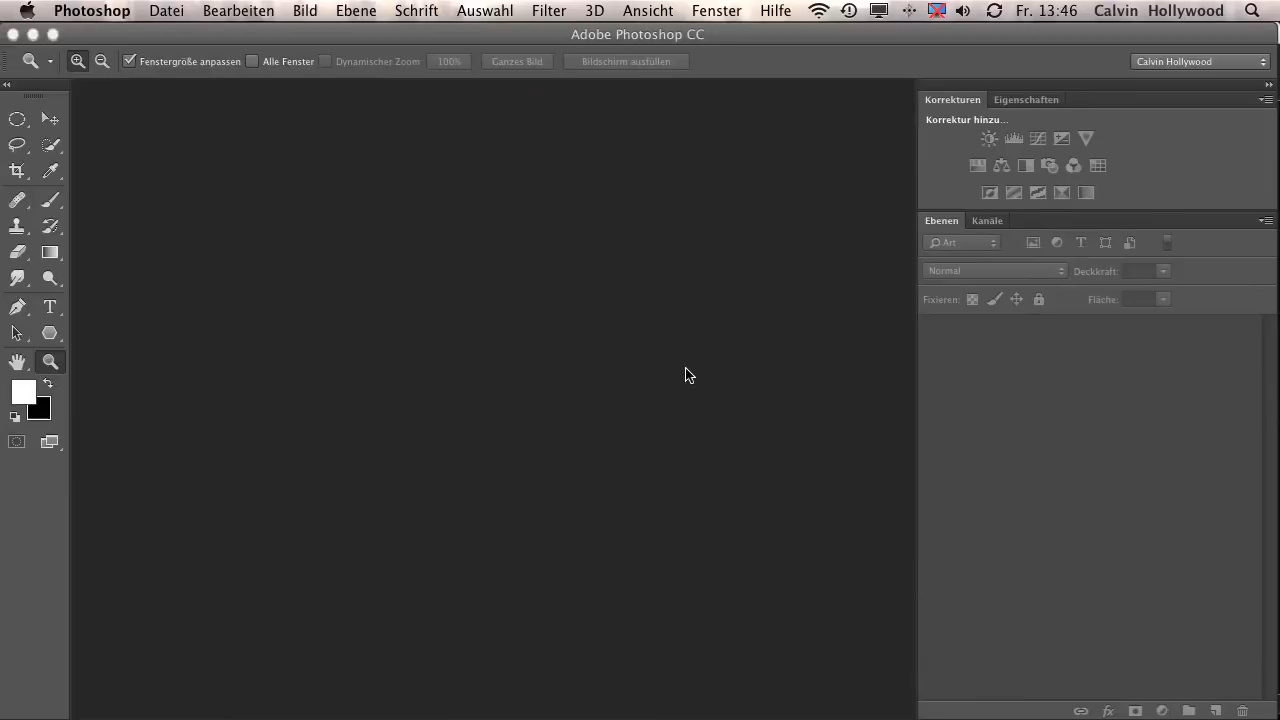 Photoshop Datei Bearbeiten Bild Ebene Schrift Auswahl Filter 3D Ansicht Fenster Hilfe Fr. 13:46 Calvin Hollywood
Adobe Photoshop CC
Fenstergröße anpassen Alle Fenster Dynamischer Zoom 100% Ganzes Bild Bildschirm ausfüllen Calvin Hollywood
Korrekturen Eigenschaften
Korrektur hinzu...
Ebenen Kanäle
Art
Normal Deckkraft:
Fixieren: Fläche: